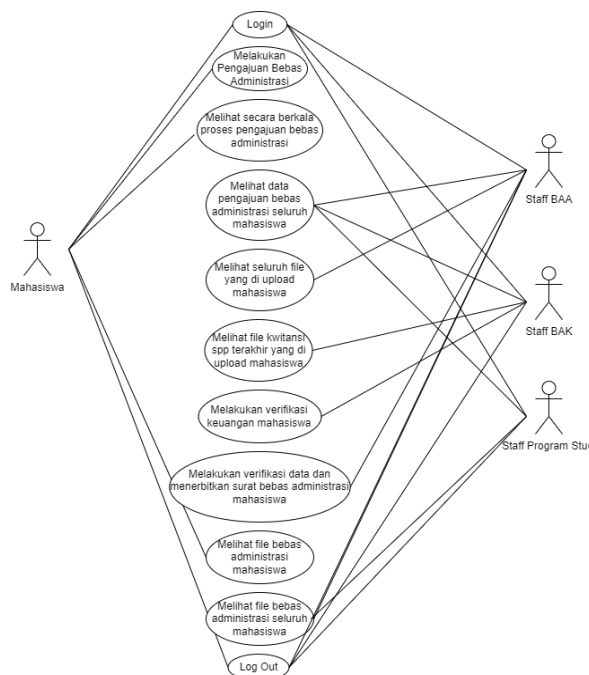 Login
Melakukan
Pengajuan Bebas
Administrasi
Melihat secara berkala
proses pengajuan bebas
administrasi
Melihat data
pengajuan bebas
administrasi seluruh
mahasiswa
Melihat seluruh file
yang di upload
mahasiswa
Melihat file kwitansi
spp terakhir yang di
upload mahasiswa
Melakukan verifikasi
keuangan mahasiswa
Melakukan verifikasi data dan
menerbitkan surat bebas administrasi
mahasiswa
Melihat file bebas
administrasi
mahasiswa
Melihat file bebas
administrasi seluruh
mahasiswa
Log Out
Mahasiswa
Staff BAA
Staff BAK
Staff Program Stud